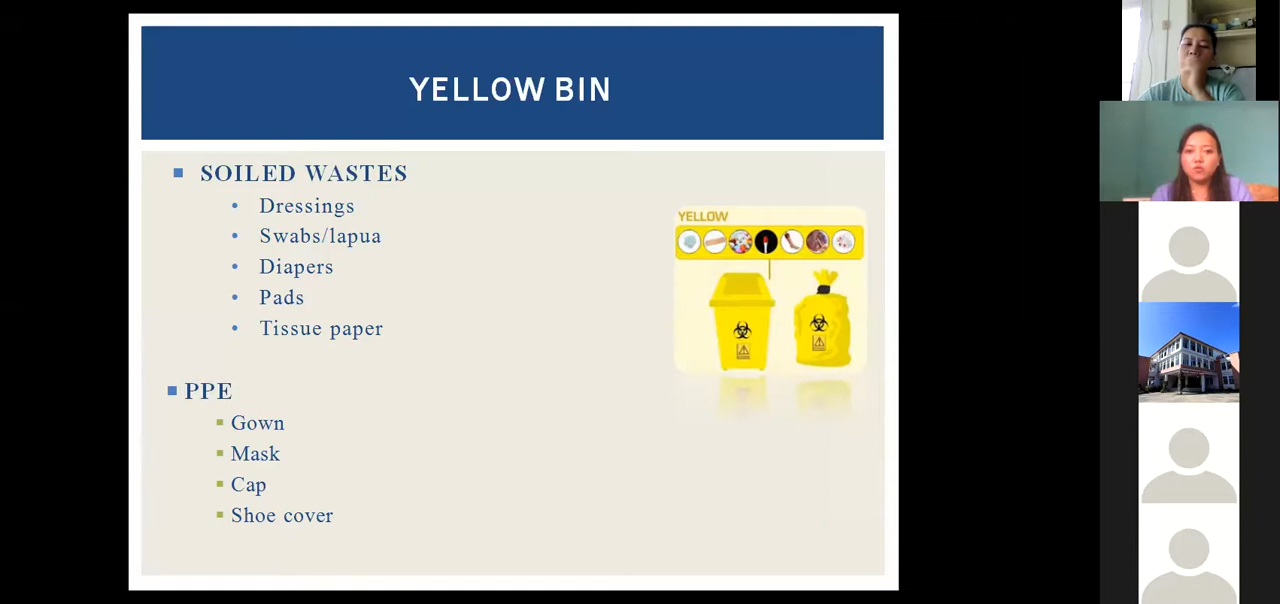 YELLOW BIN
SOILED WASTES
Dressings
Swabs/lapua
Diapers
Pads
Tissue paper
PPE
Gown
Mask
Cap
Shoe cover
YELLOW